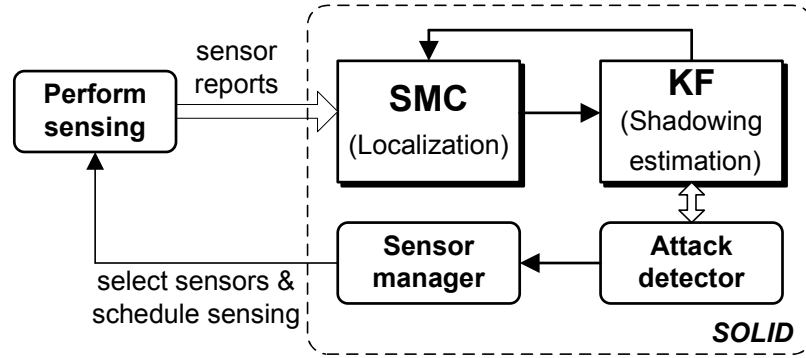 sensor
reports
Perform
sensing
SMC
(Localization)
KF
(Shadowing
estimation)
Sensor
manager
Attack
detector
select sensors &
schedule sensing
SOLID